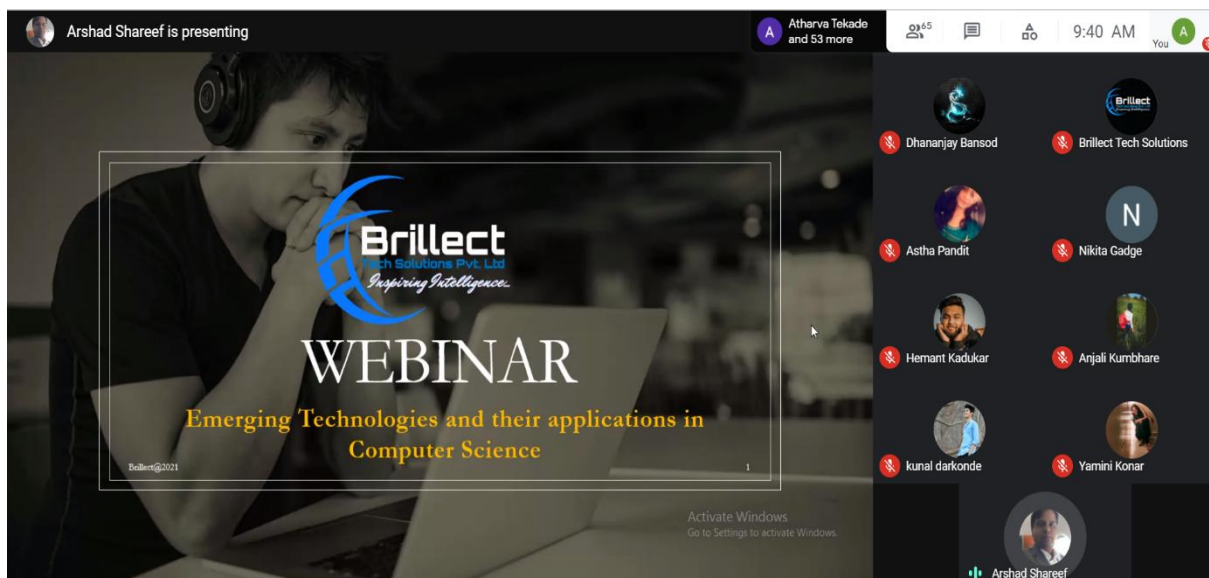 Arshad Shareef is presenting
A
Atharva Tekade
and 53 more
65
9:40 AM
You
A
Brillect
Tech Solutions Pvt. Ltd
Inspiring Intelligence...
WEBINAR
Emerging Technologies and their applications in
Computer Science
Brillect@2021
1
Activate Windows
Go to Settings to activate Windows.
Dhananjay Bansod
Brillect
Brillect Tech Solutions
Astha Pandit
N
Nikita Gadge
Hemant Kadukar
Anjali Kumbhare
kunal darkonde
Yamini Konar
Arshad Shareef